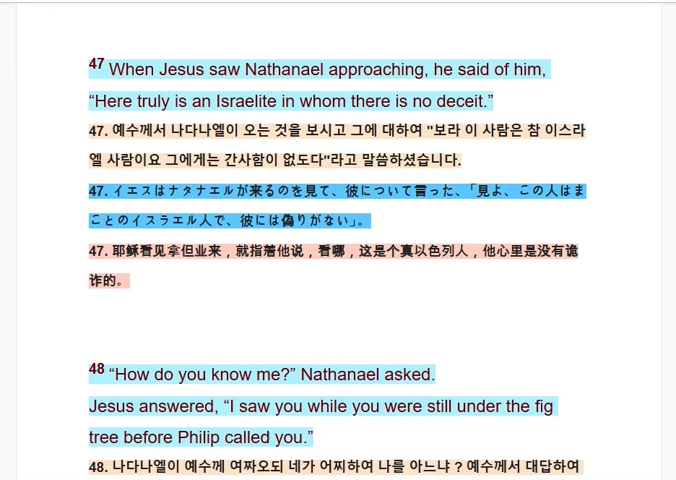 47 When Jesus saw Nathanael approaching, he said of him,
“Here truly is an Israelite in whom there is no deceit.”
47. 예수께서 나다나엘이 오는 것을 보시고 그에 대하여 "보라 이 사람은 참 이스라
엘 사람이요 그에게는 간사함이 없도다"라고 말씀하셨습니다.
47. イエスはナタナエルが来るのを見て、彼について言った、「見よ、この人はま
ことのイスラエル人で、彼には偽りがない」。
47. 耶稣看见拿但业来，就指着他说，看哪，这是个真以色列人，他心里是没有诡
诈的。
48 “How do you know me?” Nathanael asked.
Jesus answered, “I saw you while you were still under the fig
tree before Philip called you.”
48. 나다나엘이 예수께 여짜오되 네가 어찌하여 나를 아느냐 ? 예수께서 대답하여